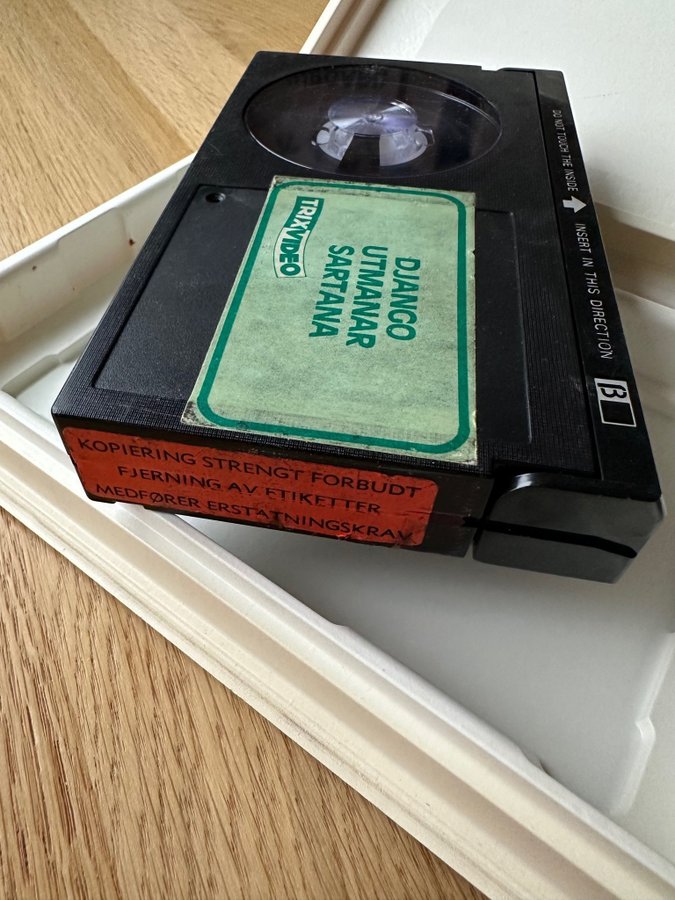 DO NOT TOUCH THE INSIDE
INSERT IN THIS DIRECTION
B
TRIX VIDEO
DJANGO
UTMANAR
SARTANA
KOPIERING STRENGT FORBUDT
FJERNING AV ETIKETTER
MEDFØRER ERSTATNINGSKRAV